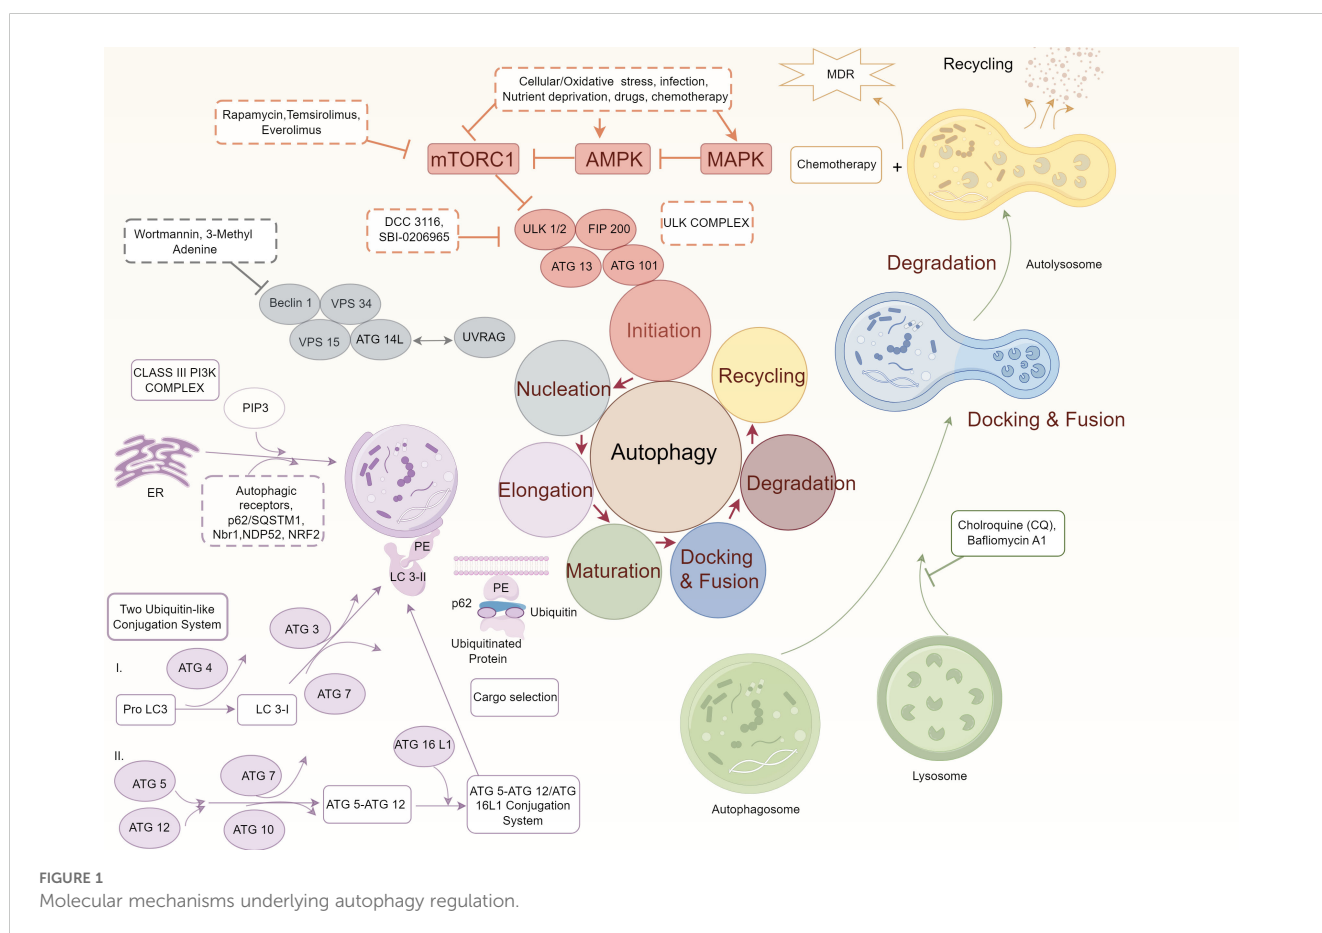 Cellular/Oxidative stress, infection,
Nutrient deprivation, drugs, chemotherapy
MDR
Recycling
Rapamycin,Temsirolimus,
Everolimus
mTORC1
AMPK
MAPK
Chemotherapy
+
DCC 3116,
SBI-0206965
ULK 1/2
FIP 200
ULK COMPLEX
ATG 13
ATG 101
Wortmannin, 3-Methyl
Adenine
Degradation
Autolysosome
Beclin 1
VPS 34
VPS 15
ATG 14L
UVRAG
Initiation
Nucleation
Recycling
CLASS III PI3K
COMPLEX
PIP3
Docking & Fusion
Autophagy
ER
Autophagic
receptors,
p62/SQSTM1,
Nbr1,NDP52, NRF2
Elongation
Degradation
Cholroquine (CQ),
Bafliomycin A1
PE
LC 3-II
Maturation
Docking
& Fusion
PE
p62
Ubiquitin
Ubiquitinated
Protein
Two Ubiquitin-like
Conjugation System
ATG 3
I.
ATG 4
ATG 7
Pro LC3
LC 3-I
Cargo selection
II.
ATG 16 L1
ATG 5
ATG 7
ATG 12
ATG 10
ATG 5-ATG 12
ATG 5-ATG 12/ATG
16L1 Conjugation
System
Autophagosome
Lysosome
FIGURE 1
Molecular mechanisms underlying autophagy regulation.